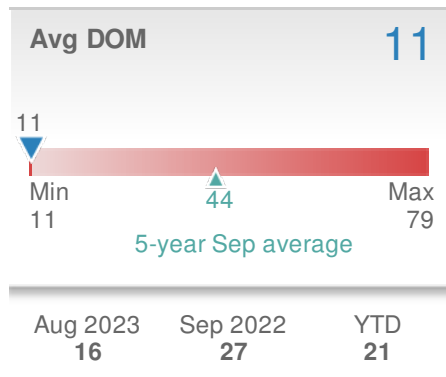 Avg DOM 11
11
Min 44 Max
11 79
5-year Sep average
Aug 2023 Sep 2022 YTD
16 27 21